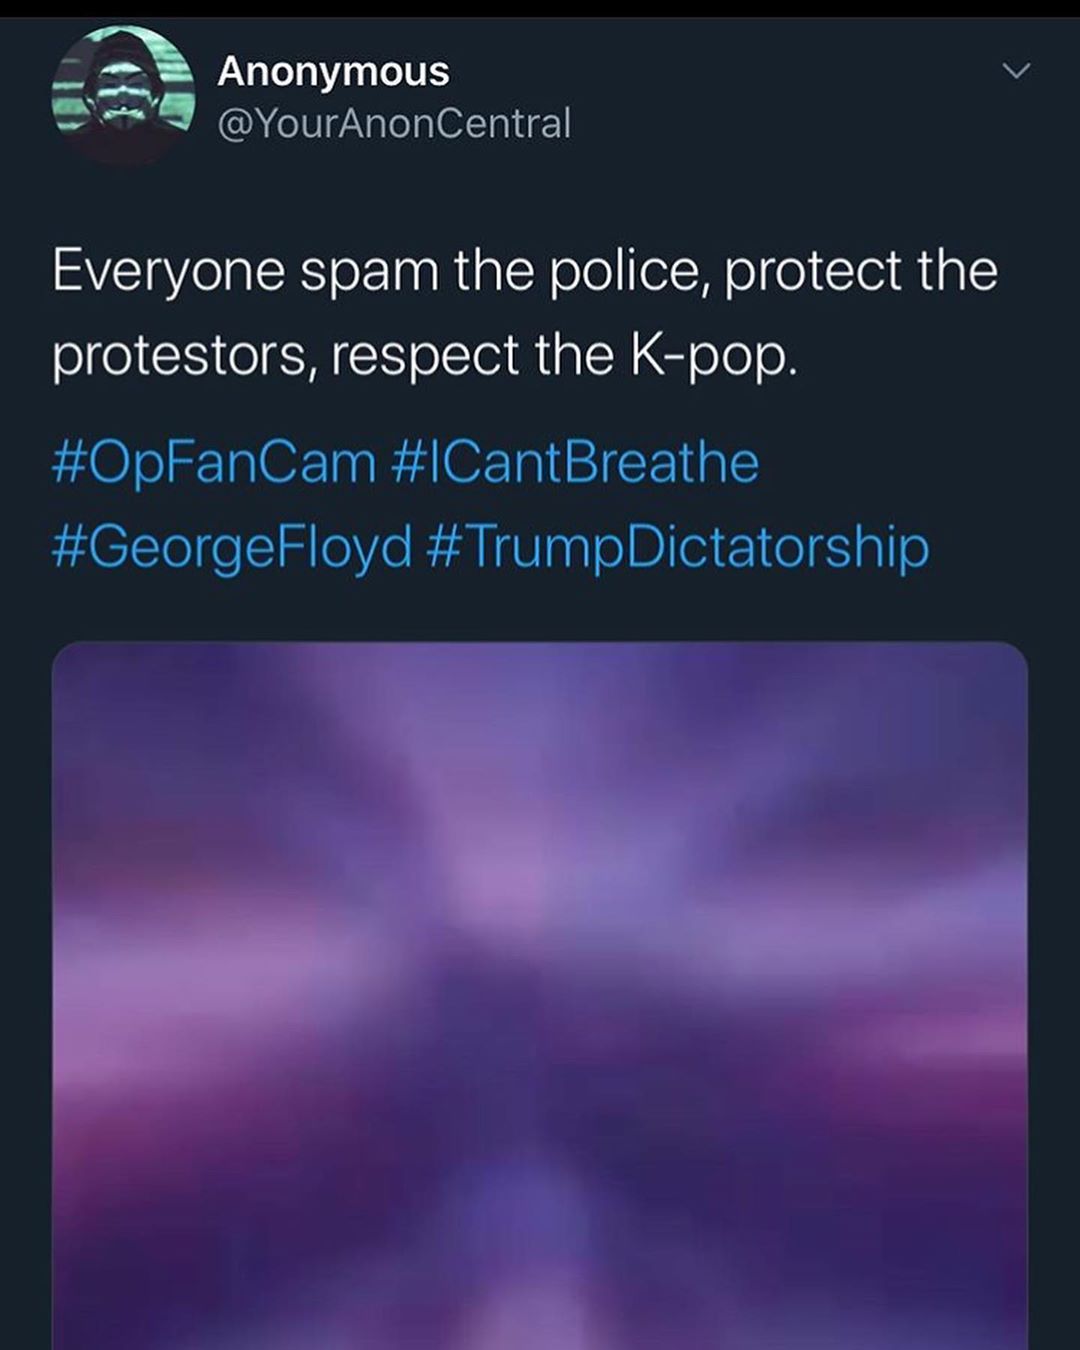 Anonymous
@YourAnonCentral
Everyone spam the police, protect the
protestors, respect the K-pop.
#OpFanCam #ICantBreathe
#GeorgeFloyd #TrumpDictatorship